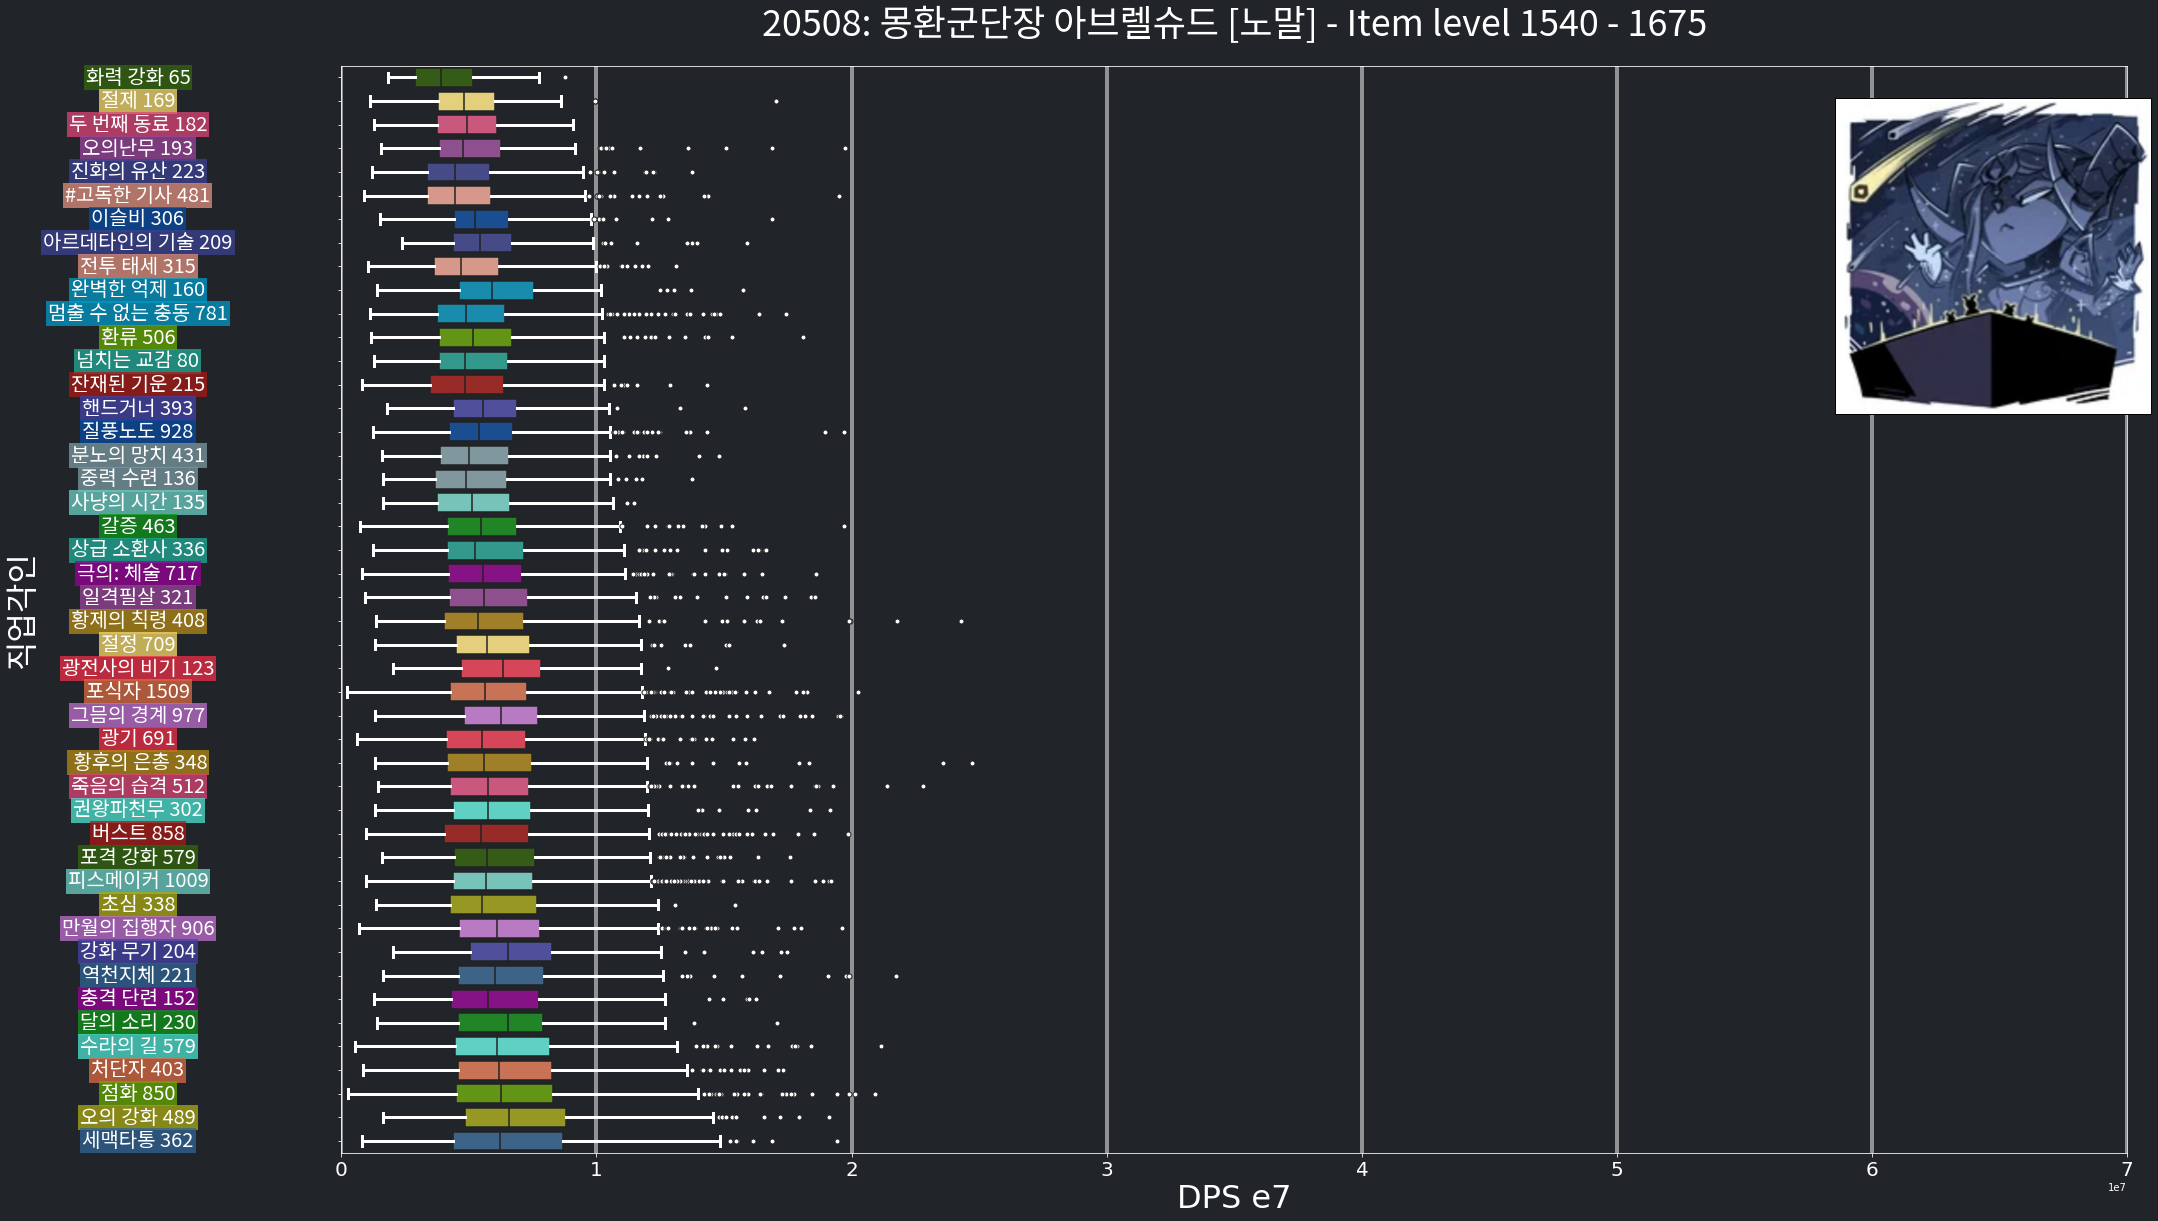 20508: 몽환군단장 아브렐슈드 [노말] - Item level 1540 - 1675
직업각인
화력 강화 65
절제 169
두 번째 동료 182
오의난무 193
진화의 유산 223
#고독한 기사 481
이슬비 306
아르데타인의 기술 209
전투 태세 315
완벽한 억제 160
멈출 수 없는 충동 781
환류 506
넘치는 교감 80
잔재된 기운 215
핸드거너 393
질풍노도 928
분노의 망치 431
중력 수련 136
사냥의 시간 135
갈증 463
상급 소환사 336
극의: 체술 717
일격필살 321
황제의 칙령 408
절정 709
광전사의 비기 123
포식자 1509
그믐의 경계 977
광기 691
황후의 은총 348
죽음의 습격 512
권왕파천무 302
버스트 858
포격 강화 579
피스메이커 1009
초심 338
만월의 집행자 906
강화 무기 204
역천지체 221
충격 단련 152
달의 소리 230
수라의 길 579
처단자 403
점화 850
오의 강화 489
세맥타통 362
0 1 2 3 4 5 6 7
1e7
DPS e7